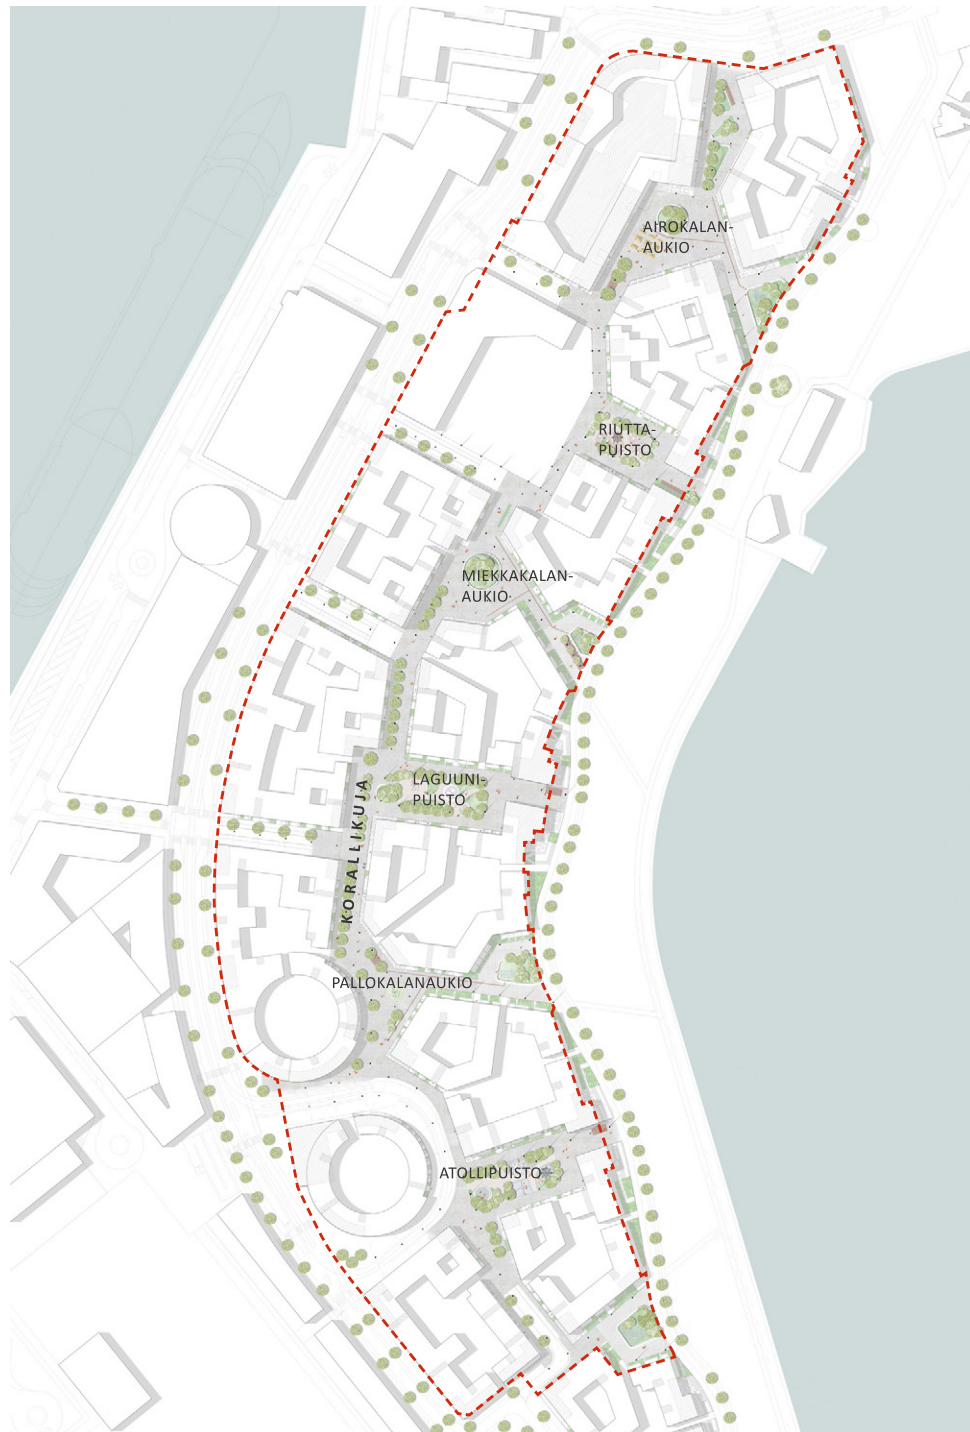 AIROKALAN-
AUKIO
RIUTTA-
PUISTO
MIEKKAKALAN-
AUKIO
LAGUUNI-
PUISTO
KORALLIKUJA
PALLOKALANAUKIO
ATOLLIPUISTO